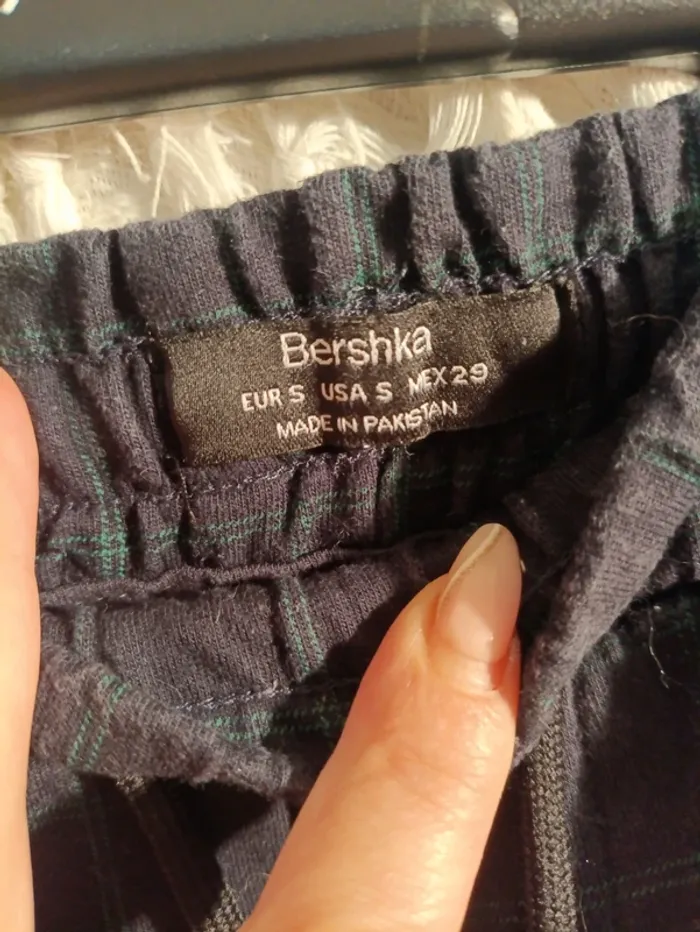 Bershka
EUR S USA S MEX 29
MADE IN PAKISTAN